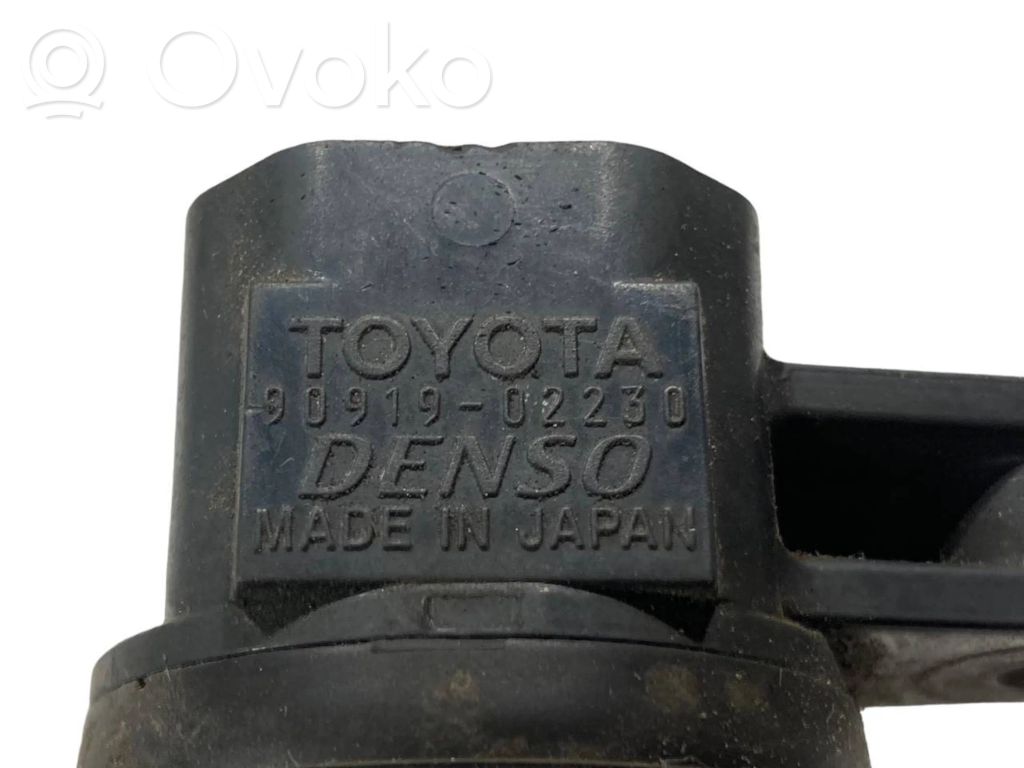 Ovoko
TOYOTA
90919-02230
DENSO
MADE IN JAPAN